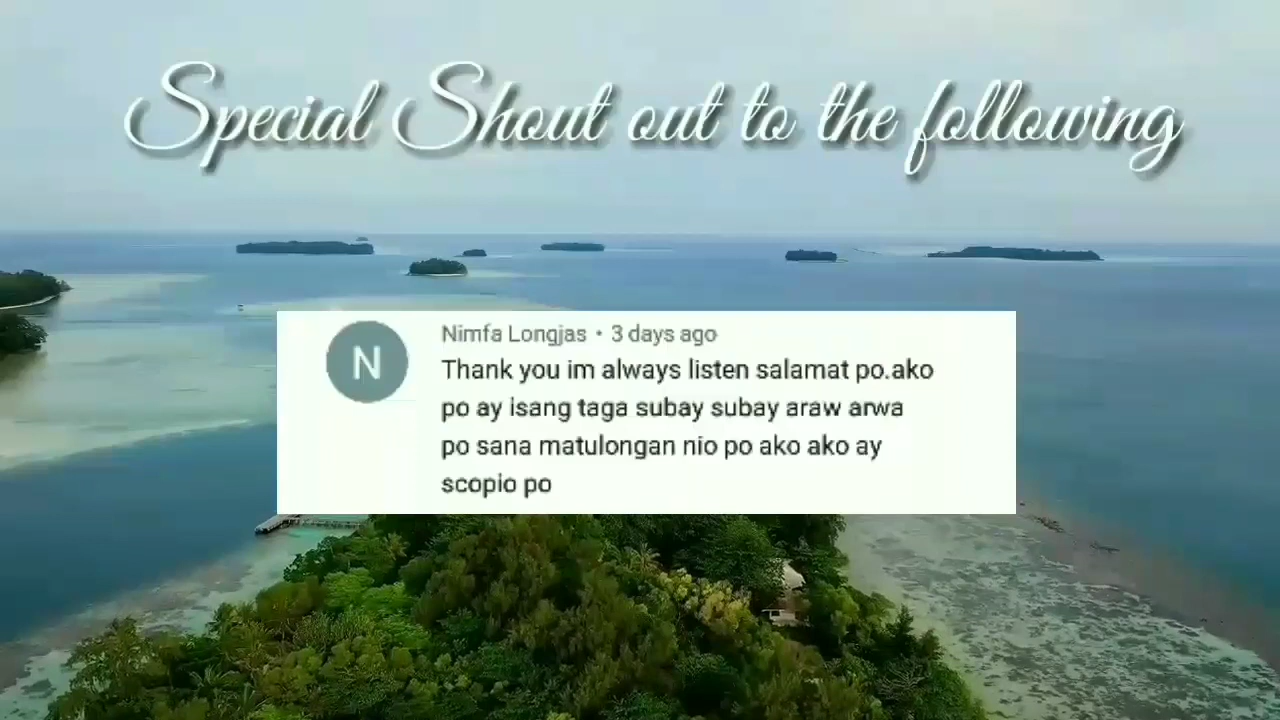 Special Shout out to the following
N
Nimfa Longjas • 3 days ago
Thank you im always listen salamat po.ako
po ay isang taga subay subay araw arwa
po sana matulongan nio po ako ako ay
scopio po